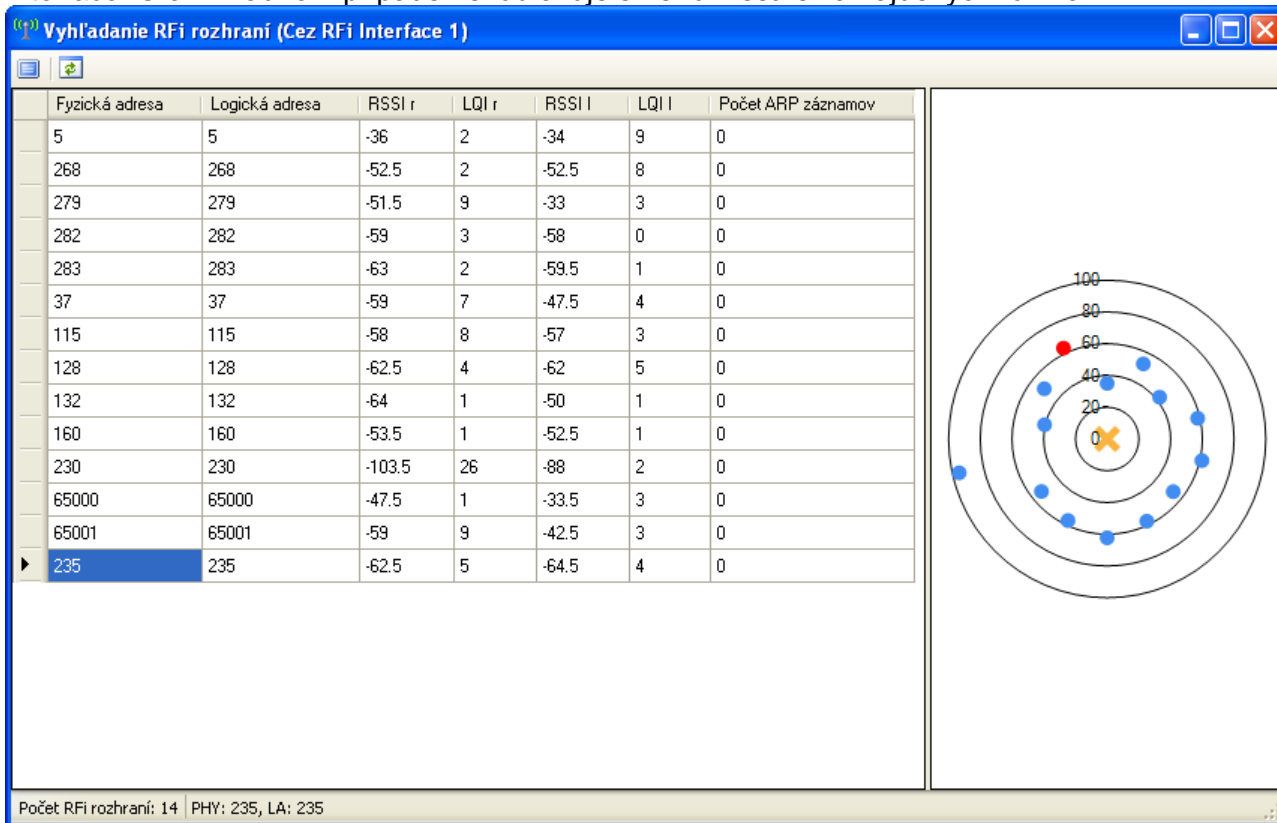 Vyhľadanie RFi rozhraní (Cez RFi Interface 1)
Fyzická adresa Logická adresa RSSI r LQI r RSSI l LQI l Počet ARP záznamov
5 5 -36 2 -34 9 0
268 268 -52.5 2 -52.5 8 0
279 279 -51.5 9 -33 3 0
282 282 -59 3 -58 0 0
283 283 -63 2 -59.5 1 0
37 37 -59 7 -47.5 4 0
115 115 -58 8 -57 3 0
128 128 -62.5 4 -62 5 0
132 132 -64 1 -50 1 0
160 160 -53.5 1 -52.5 1 0
230 230 -103.5 26 -88 2 0
65000 65000 -47.5 1 -33.5 3 0
65001 65001 -59 9 -42.5 3 0
235 235 -62.5 5 -64.5 4 0
100
80
60
40
20
0
Počet RFi rozhraní: 14 PHY: 235, LA: 235